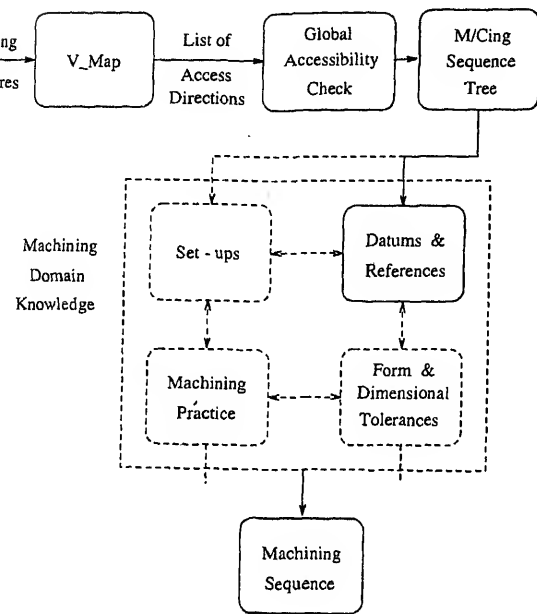 ng
res
V_Map
List of
Access
Directions
Global
Accessibility
Check
M/Cing
Sequence
Tree
Machining
Domain
Knowledge
Set - ups
Datums &
References
Machining
Practice
Form &
Dimensional
Tolerances
Machining
Sequence